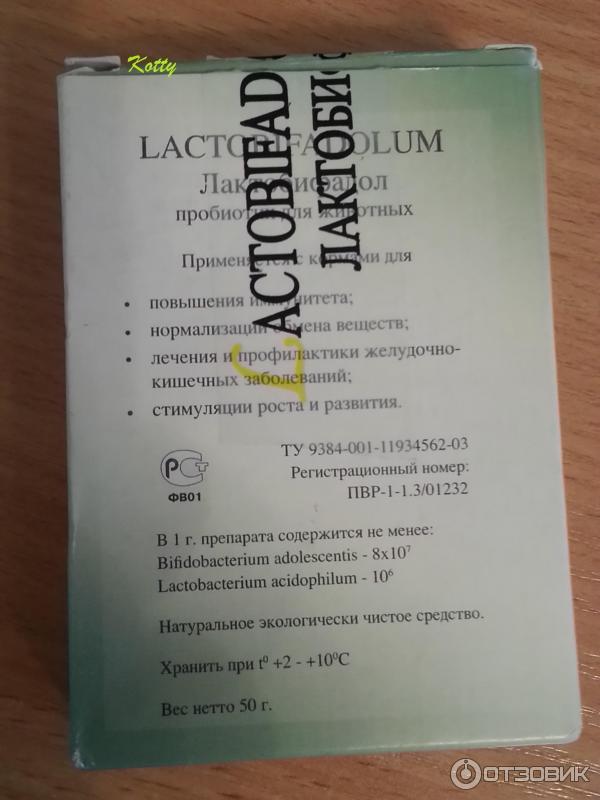 Kotty
LACTOBIFAD
ЛАКТОБИ
LACTOBIFADOLUM
Лактобифадол
пробиотик для животных
Применяется с кормами для
• повышения иммунитета;
• нормализации обмена веществ;
• лечения и профилактики желудочно-
кишечных заболеваний;
• стимуляции роста и развития.
ТУ 9384-001-11934562-03
Регистрационный номер:
ПВР-1-1.3/01232
РСТ
ФВ01
В 1 г. препарата содержится не менее:
Bifidobacterium adolescentis - 8x10⁷
Lactobacterium acidophilum - 10⁶
Натуральное экологически чистое средство.
Хранить при t⁰ +2 - +10⁰С
Вес нетто 50 г.
ОТЗОВИК